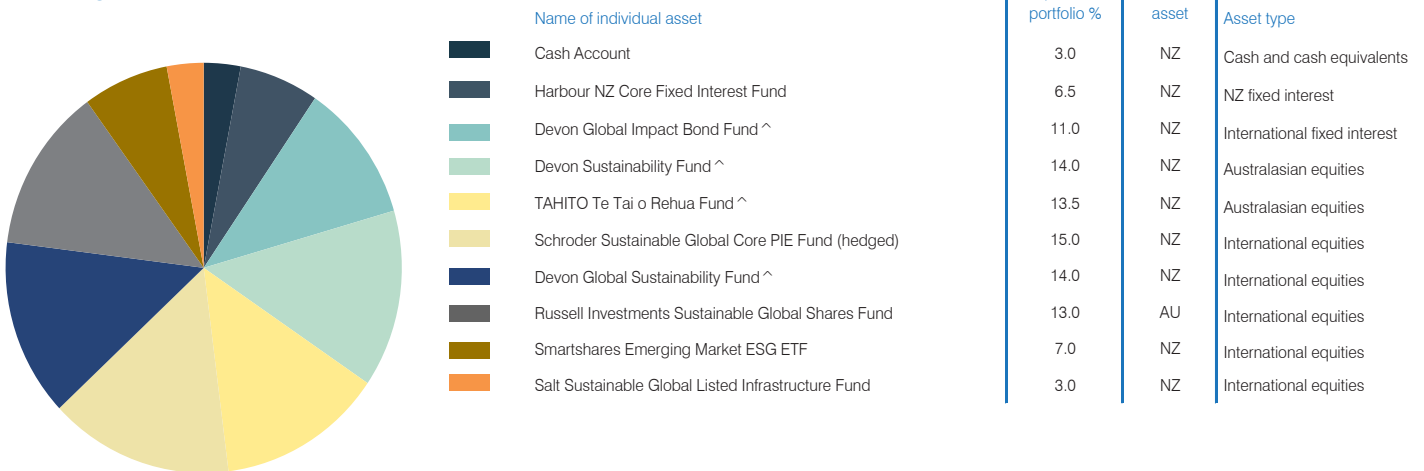 Name of individual asset portfolio % asset Asset type
Cash Account 3.0 NZ Cash and cash equivalents
Harbour NZ Core Fixed Interest Fund 6.5 NZ NZ fixed interest
Devon Global Impact Bond Fund ^ 11.0 NZ International fixed interest
Devon Sustainability Fund ^ 14.0 NZ Australasian equities
TAHITO Te Tai o Rehua Fund ^ 13.5 NZ Australasian equities
Schroder Sustainable Global Core PIE Fund (hedged) 15.0 NZ International equities
Devon Global Sustainability Fund ^ 14.0 NZ International equities
Russell Investments Sustainable Global Shares Fund 13.0 AU International equities
Smartshares Emerging Market ESG ETF 7.0 NZ International equities
Salt Sustainable Global Listed Infrastructure Fund 3.0 NZ International equities